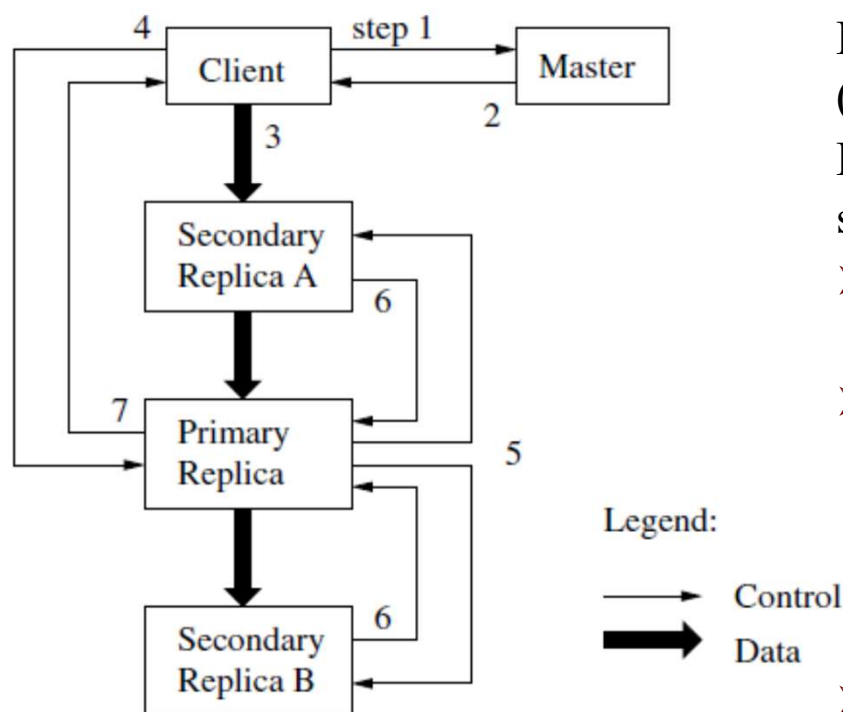 4
step 1
Client
Master
2
3
Secondary
Replica A
6
7
Primary
Replica
5
Legend:
Control
Data
6
Secondary
Replica B